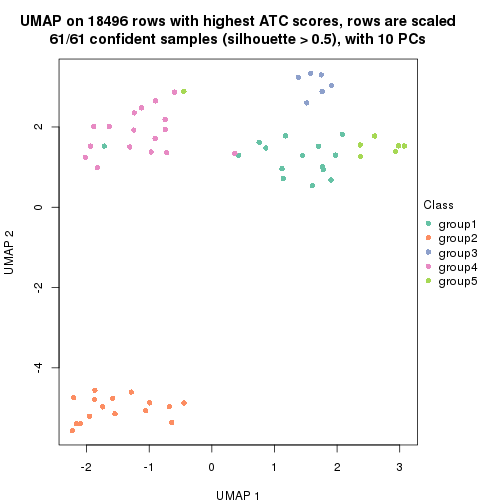 UMAP on 18496 rows with highest ATC scores, rows are scaled
61/61 confident samples (silhouette > 0.5), with 10 PCs
2
0
-2
-4
UMAP 2
-2
-1
0
1
2
3
UMAP 1
Class
group1
group2
group3
group4
group5